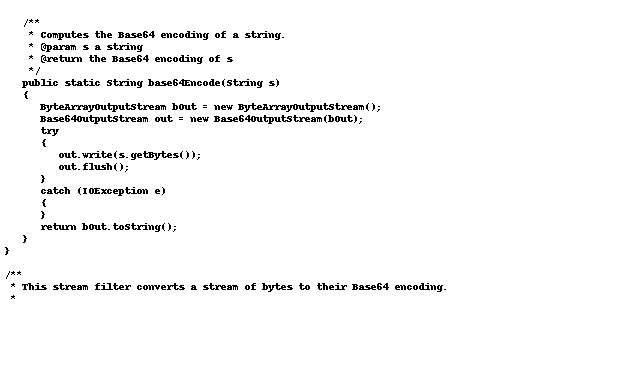 /**
* Computes the Base64 encoding of a string.
* @param s a string
* @return the Base64 encoding of s
*/
public static String base64Encode(String s)
{
ByteArrayOutputStream bOut = new ByteArrayOutputStream();
Base64OutputStream out = new Base64OutputStream(bOut);
try
{
out.write(s.getBytes());
out.flush();
}
catch (IOException e)
{
}
return bOut.toString();
}
}
/**
* This stream filter converts a stream of bytes to their Base64 encoding.
*